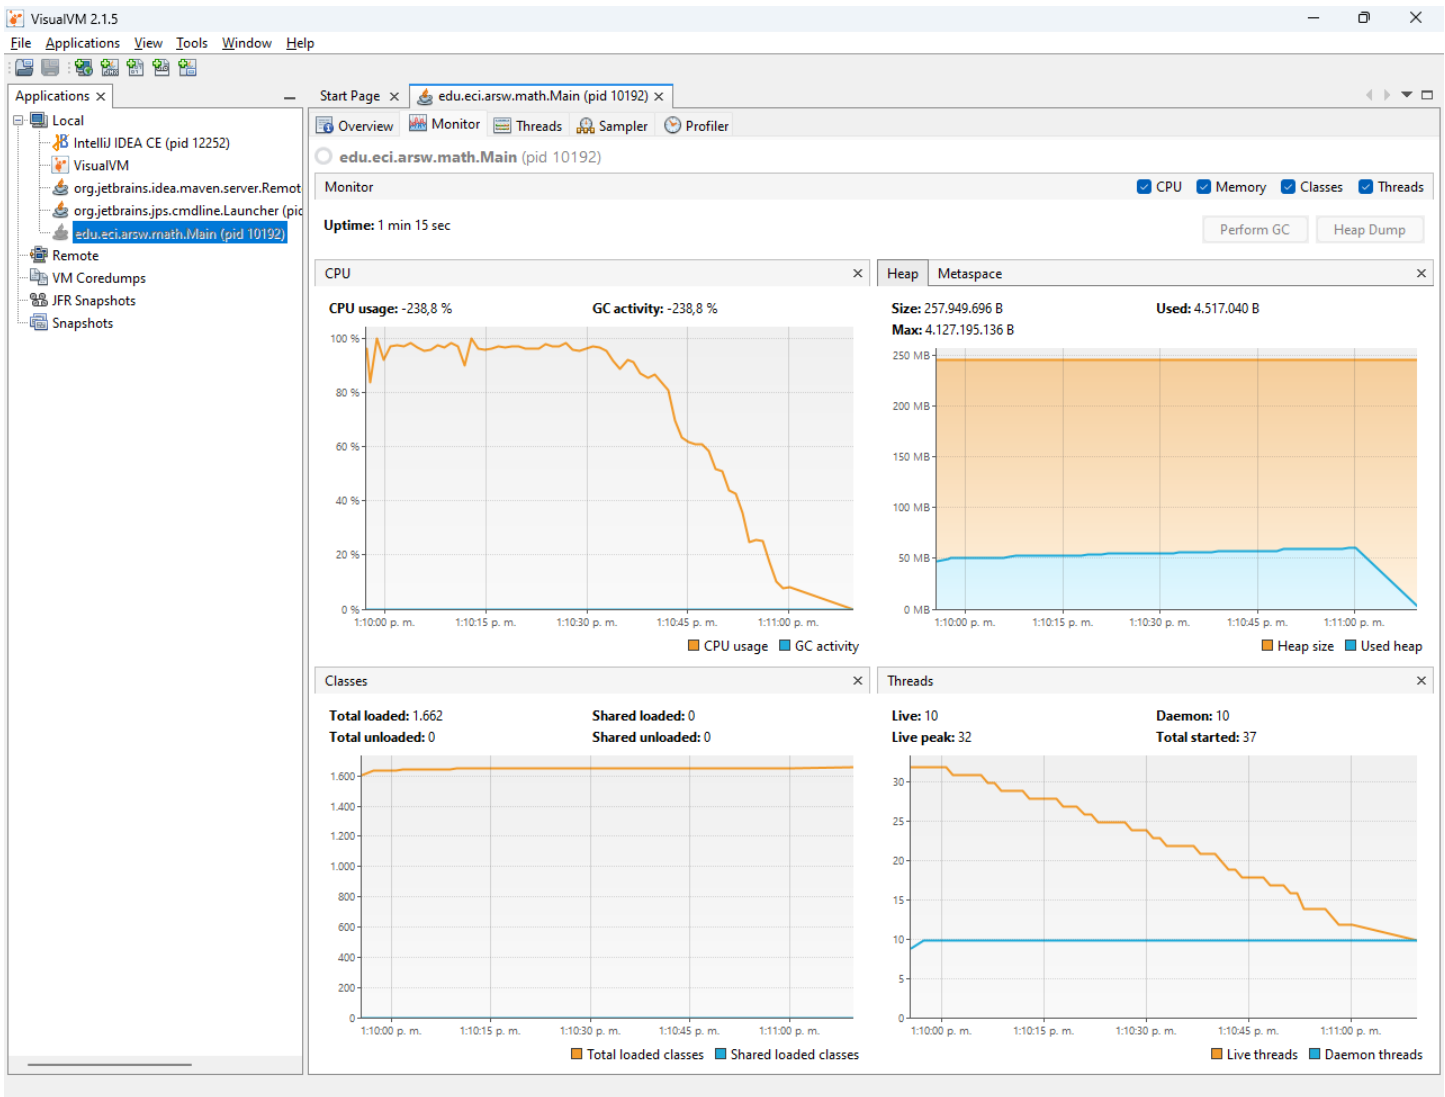 VisualVM 2.1.5
File Applications View Tools Window Help
Applications
Local
IntelliJ IDEA CE (pid 12252)
VisualVM
org.jetbrains.idea.maven.server.Remot
org.jetbrains.jps.cmdline.Launcher (pic
edu.eci.arsw.math.Main (pid 10192)
Remote
VM Coredumps
JFR Snapshots
Snapshots
Start Page edu.eci.arsw.math.Main (pid 10192)
Overview Monitor Threads Sampler Profiler
edu.eci.arsw.math.Main (pid 10192)
Monitor CPU Memory Classes Threads
Uptime: 1 min 15 sec Perform GC Heap Dump
CPU
CPU usage: -238,8 % GC activity: -238,8 %
100 %
80 %
60 %
40 %
20 %
0 %
1:10:00 p. m. 1:10:15 p. m. 1:10:30 p. m. 1:10:45 p. m. 1:11:00 p. m.
CPU usage GC activity
Heap Metaspace
Size: 257.949.696 B Used: 4.517.040 B
Max: 4.127.195.136 B
250 MB
200 MB
150 MB
100 MB
50 MB
0 MB
1:10:00 p. m. 1:10:15 p. m. 1:10:30 p. m. 1:10:45 p. m. 1:11:00 p. m.
Heap size Used heap
Classes
Total loaded: 1.662 Shared loaded: 0
Total unloaded: 0 Shared unloaded: 0
1.600
1.400
1.200
1.000
800
600
400
200
0
1:10:00 p. m. 1:10:15 p. m. 1:10:30 p. m. 1:10:45 p. m. 1:11:00 p. m.
Total loaded classes Shared loaded classes
Threads
Live: 10 Daemon: 10
Live peak: 32 Total started: 37
30
25
20
15
10
5
0
1:10:00 p. m. 1:10:15 p. m. 1:10:30 p. m. 1:10:45 p. m. 1:11:00 p. m.
Live threads Daemon threads